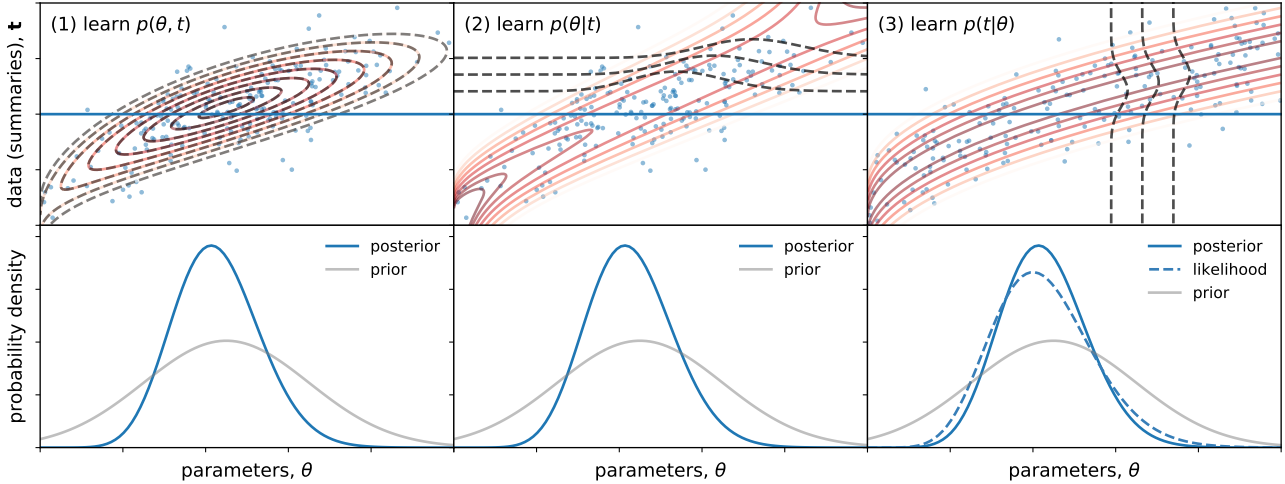 (1) learn p(θ, t)
(2) learn p(θ|t)
(3) learn p(t|θ)
data (summaries), t
posterior
prior
posterior
prior
posterior
likelihood
prior
probability density
parameters, θ
parameters, θ
parameters, θ